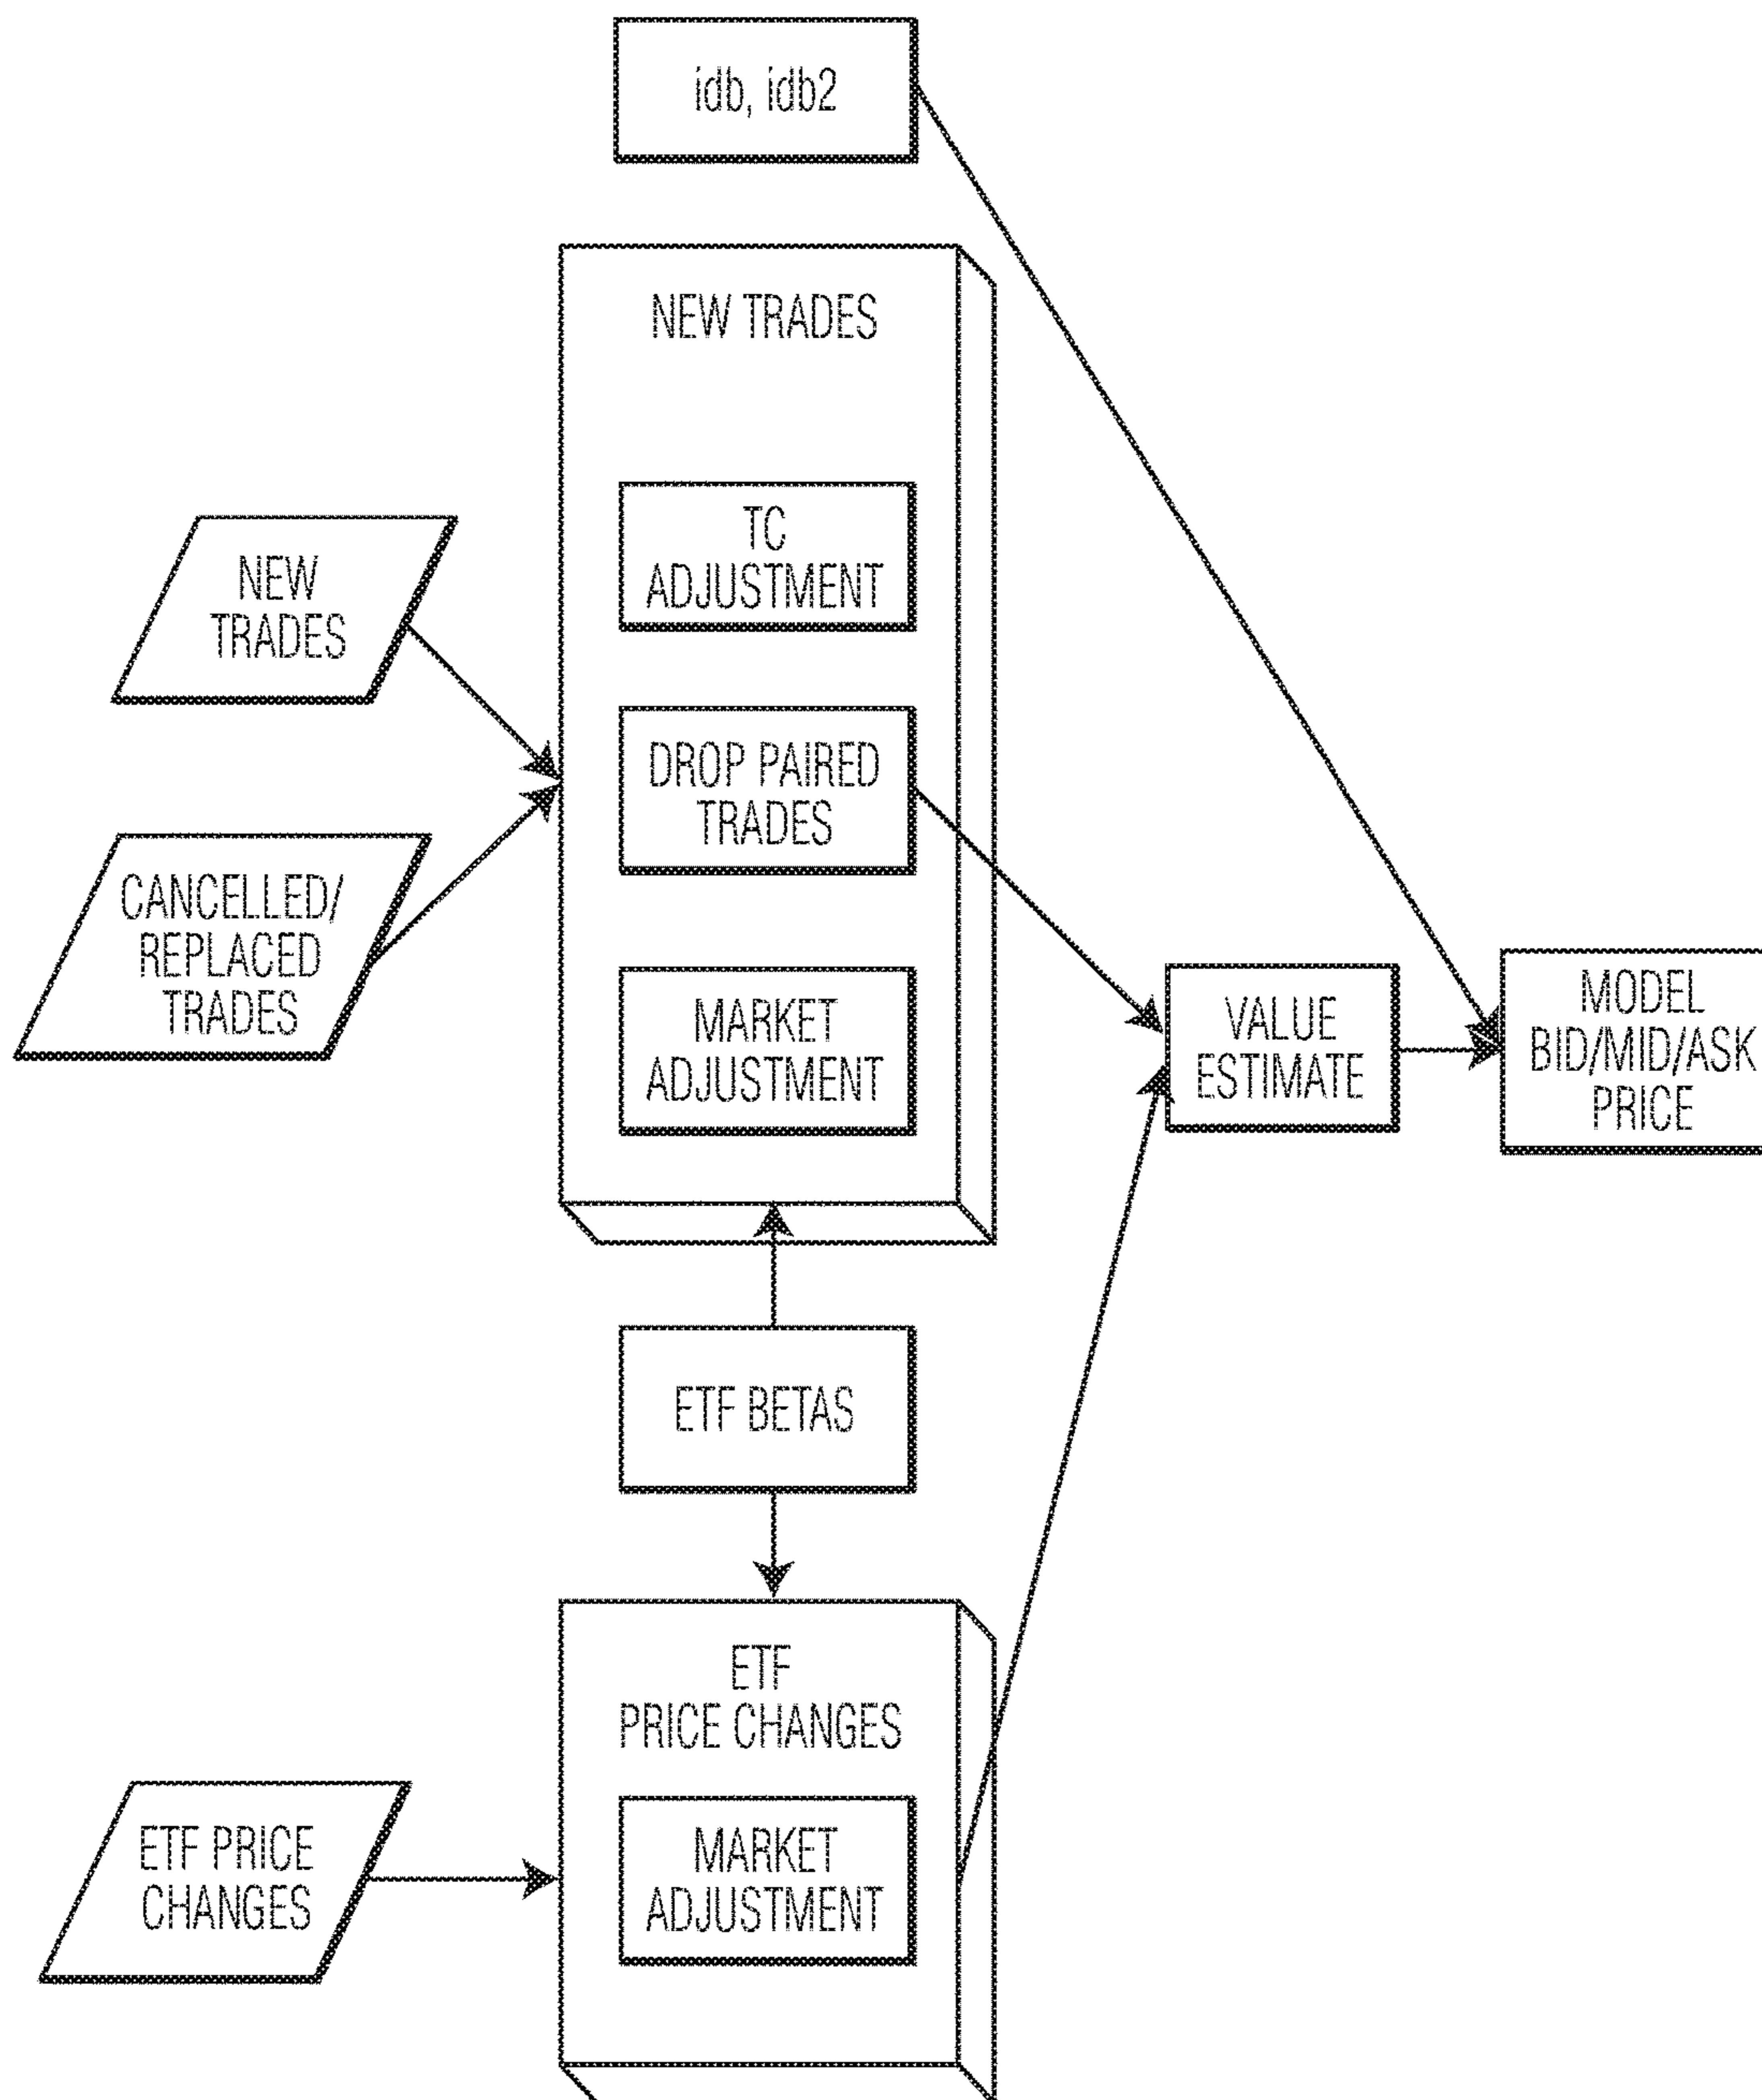 idb, idb2
NEW TRADES
TC
ADJUSTMENT
NEW
TRADES
DROP PAIRED
TRADES
CANCELLED/
REPLACED
TRADES
MARKET
ADJUSTMENT
VALUE
ESTIMATE
MODEL
BID/MID/ASK
PRICE
ETF BETAS
ETF
PRICE CHANGES
MARKET
ADJUSTMENT
ETF PRICE
CHANGES